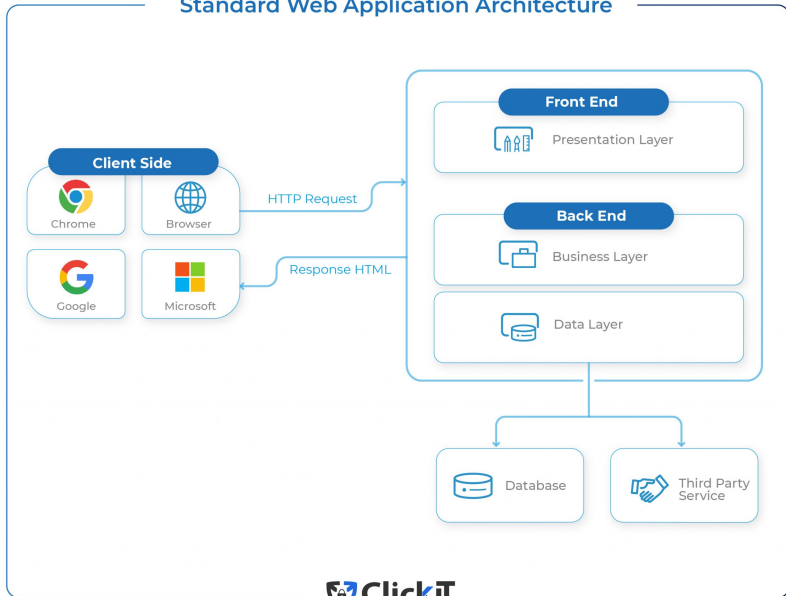 Standard Web Application Architecture
Front End
Presentation Layer
Client Side
Chrome
Browser
HTTP Request
Back End
Business Layer
Response HTML
Google
Microsoft
Data Layer
Database
Third Party
Service
ClickIT